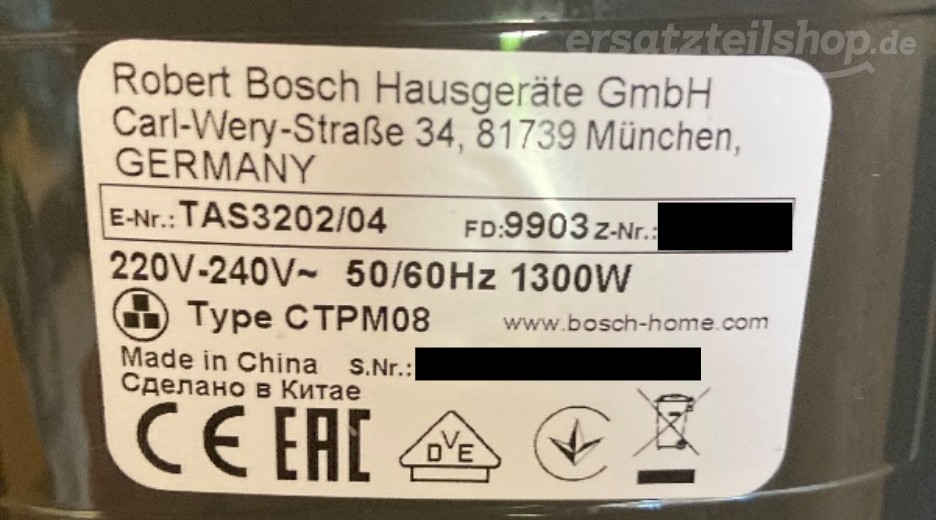 ersatzteilshop.de
Robert Bosch Hausgeräte GmbH
Carl-Wery-Straße 34, 81739 München,
GERMANY
E-Nr.: TAS3202/04 FD:9903 Z-Nr.:
220V-240V~ 50/60Hz 1300W
Type CTPM08 www.bosch-home.com
Made in China S.Nr.:
Сделано в Китае
CE EAC DVE